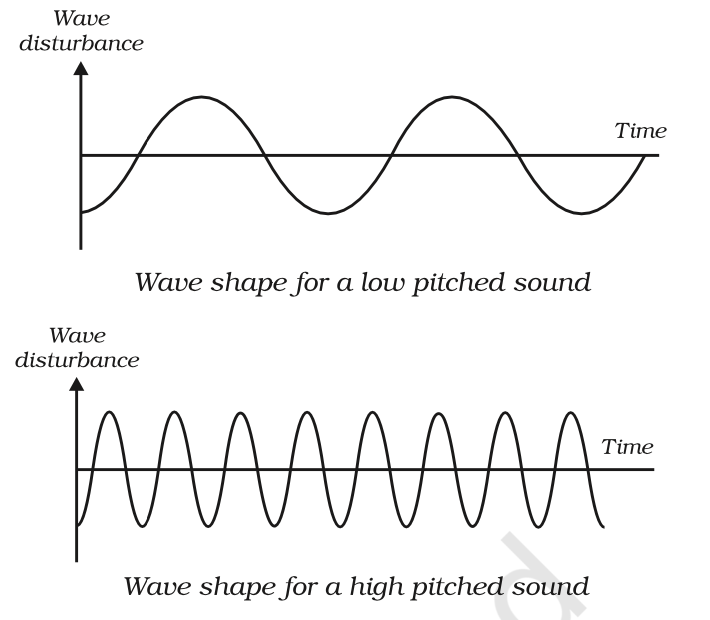 Wave
disturbance
Time
Wave shape for a low pitched sound
Wave
disturbance
Time
Wave shape for a high pitched sound